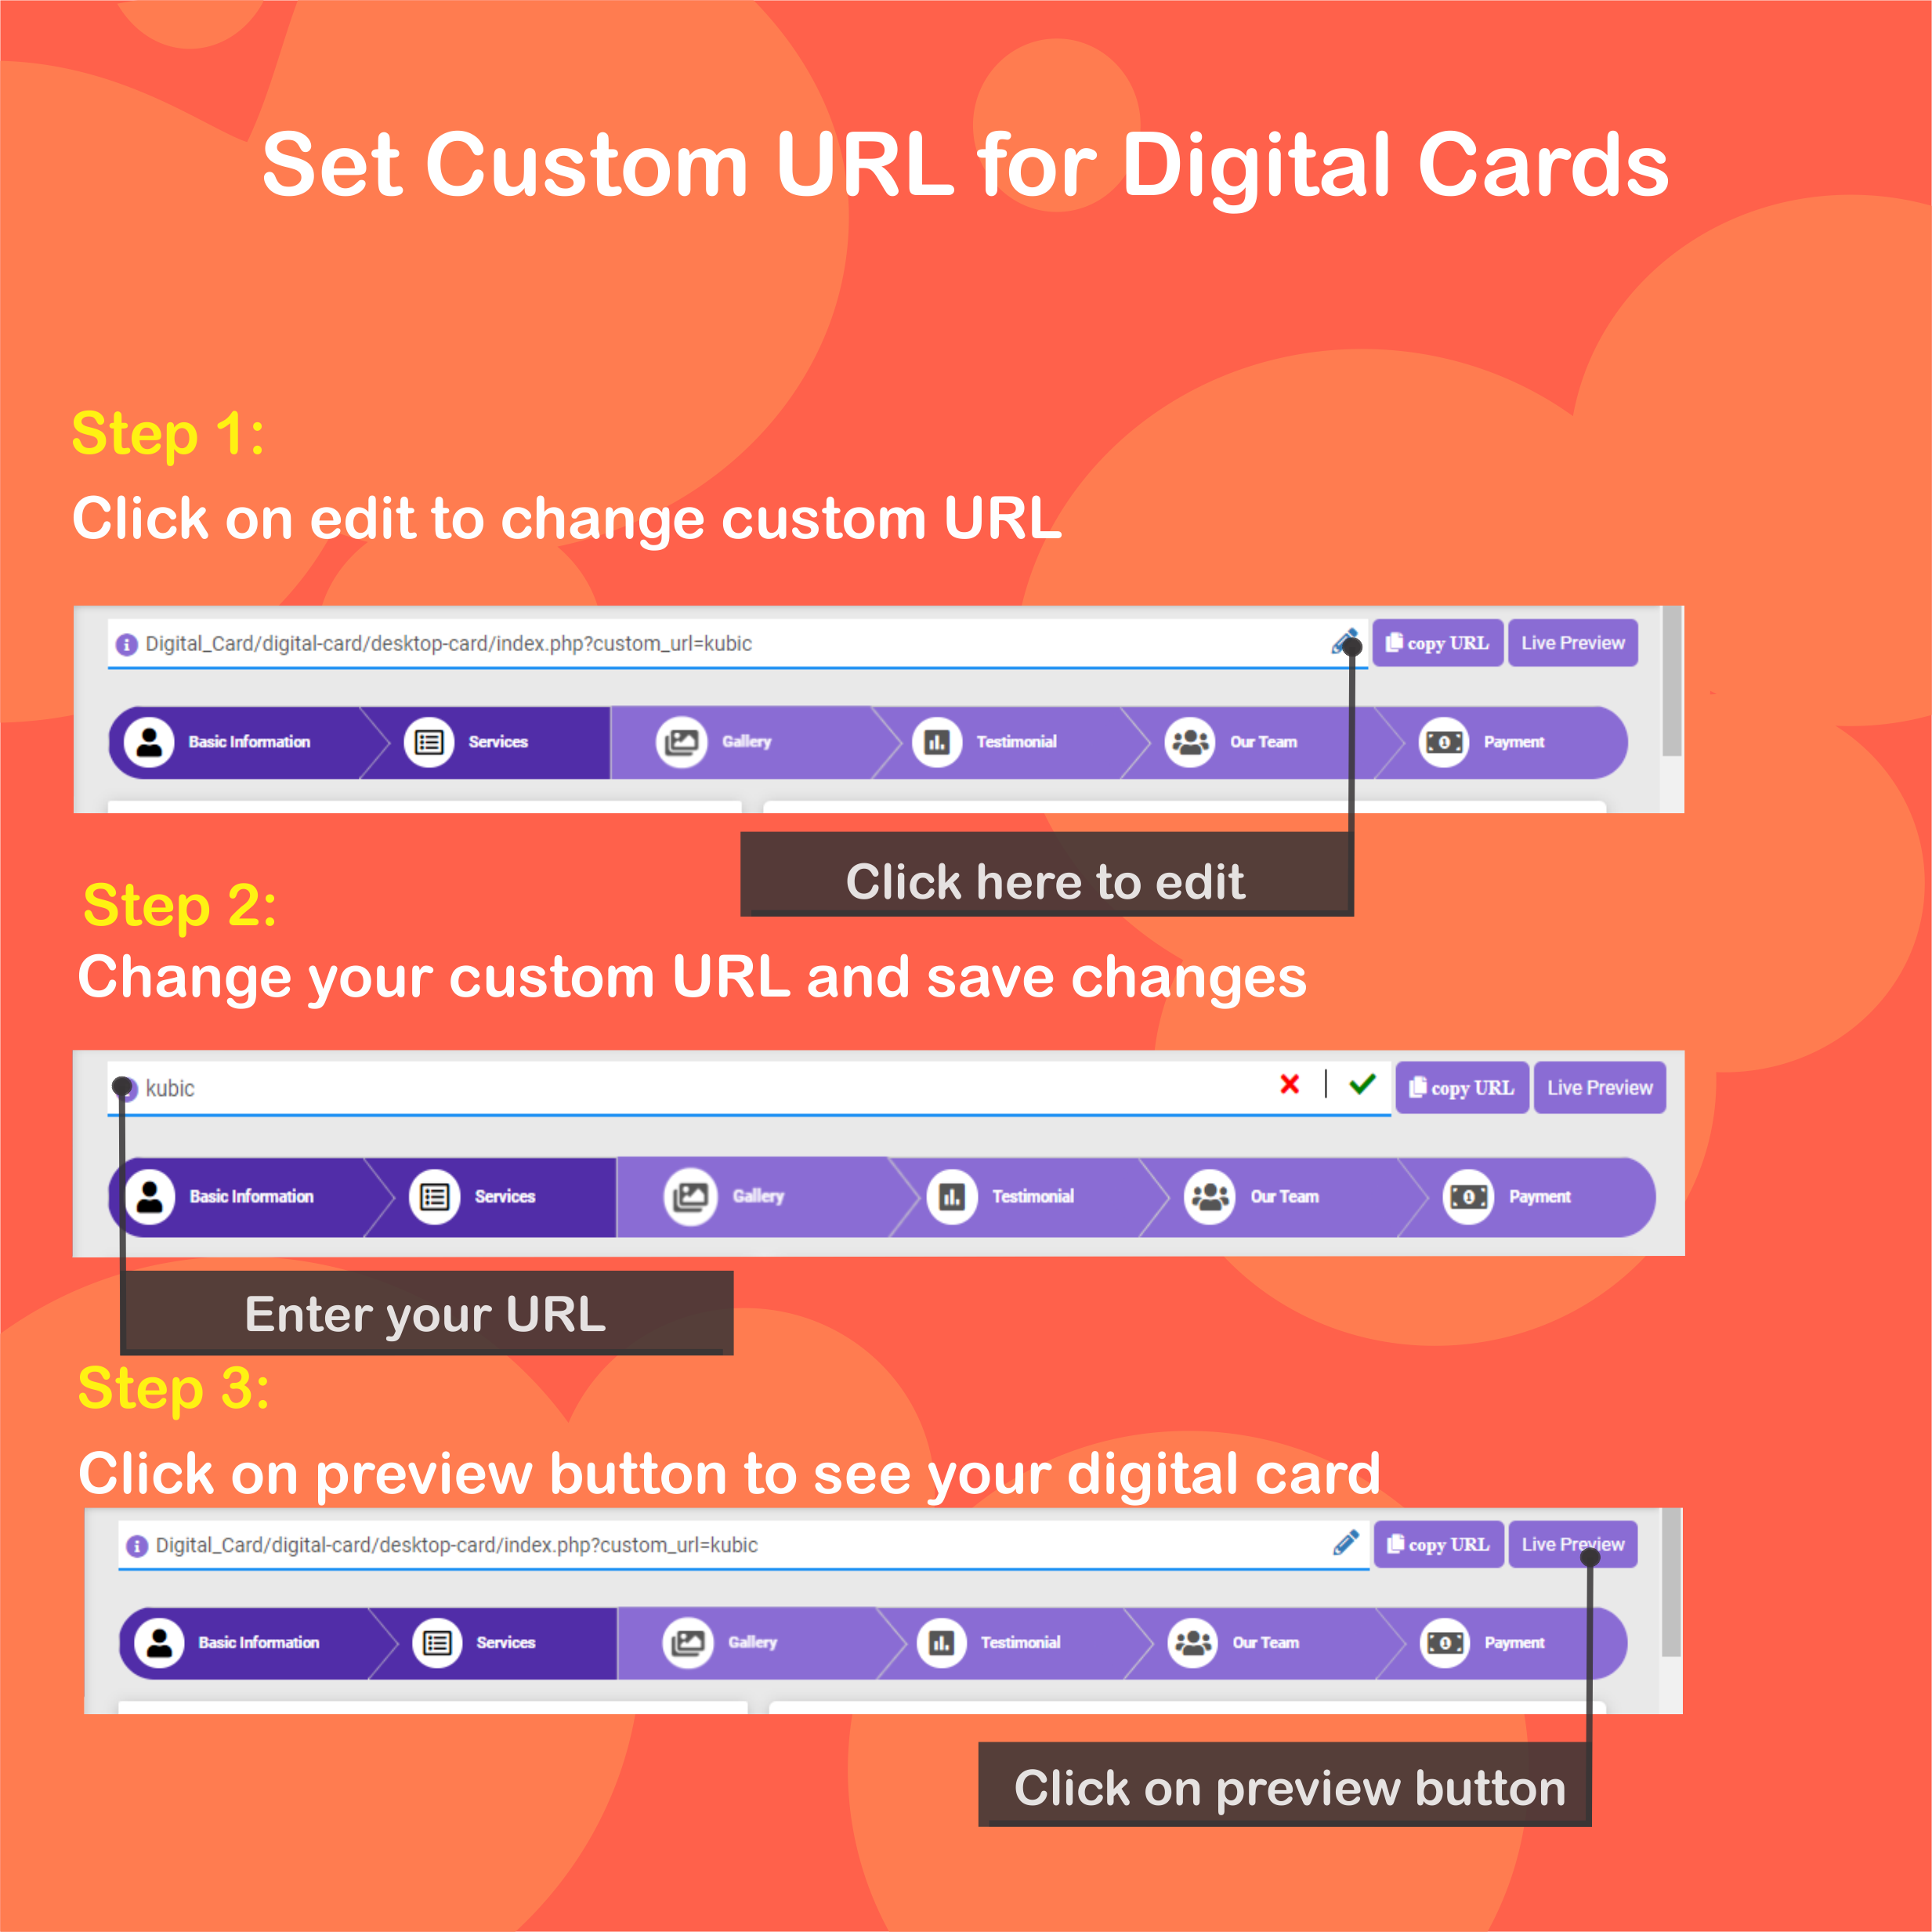 Set Custom URL for Digital Cards
Step 1:
Click on edit to change custom URL
Digital_Card/digital-card/desktop-card/index.php?custom_url=kubic
copy URL
Live Preview
Basic Information
Services
Gallery
Testimonial
Our Team
Payment
Click here to edit
Step 2:
Change your custom URL and save changes
kubic
copy URL
Live Preview
Basic Information
Services
Gallery
Testimonial
Our Team
Payment
Enter your URL
Step 3:
Click on preview button to see your digital card
Digital_Card/digital-card/desktop-card/index.php?custom_url=kubic
copy URL
Live Preview
Basic Information
Services
Gallery
Testimonial
Our Team
Payment
Click on preview button